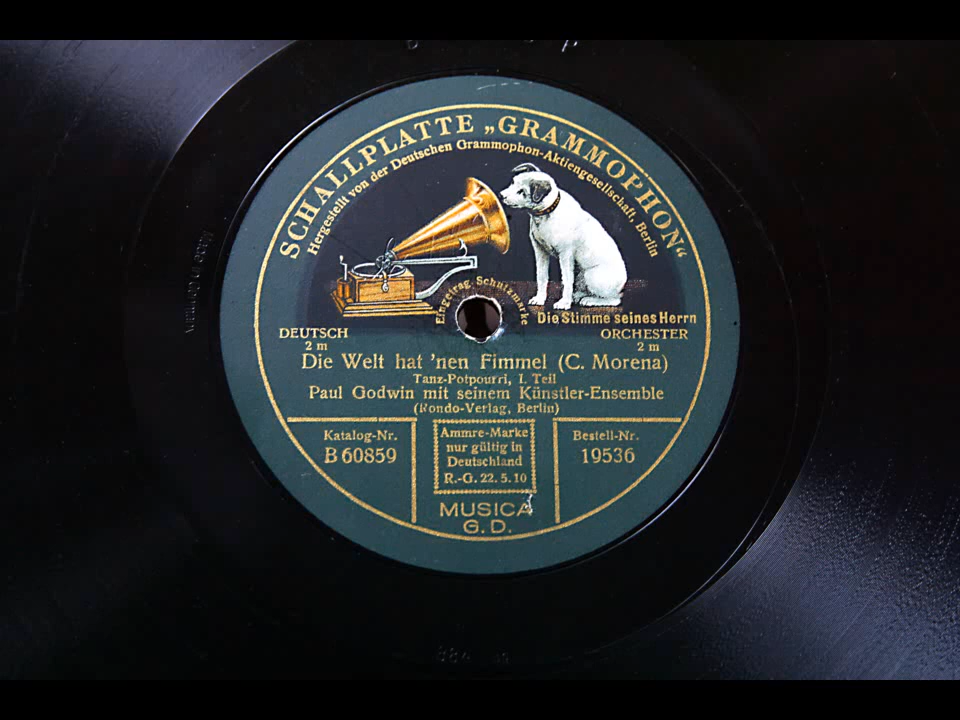 SCHALLPLATTE „GRAMMOPHON“
Hergestellt von der Deutschen Grammophon-Aktiengesellschaft, Berlin
Eingetrag. Schutzmarke
Die Stimme seines Herrn
DEUTSCH
2 m
ORCHESTER
2 m
Die Welt hat 'nen Fimmel (C. Morena)
Tanz-Potpourri, I. Teil
Paul Godwin mit seinem Künstler-Ensemble
(Rondo-Verlag, Berlin)
Katalog-Nr.
B 60859
Ammre-Marke
nur gültig in
Deutschland
R.-G. 22. 5. 10
Bestell-Nr.
19536
MUSICA
G. D.